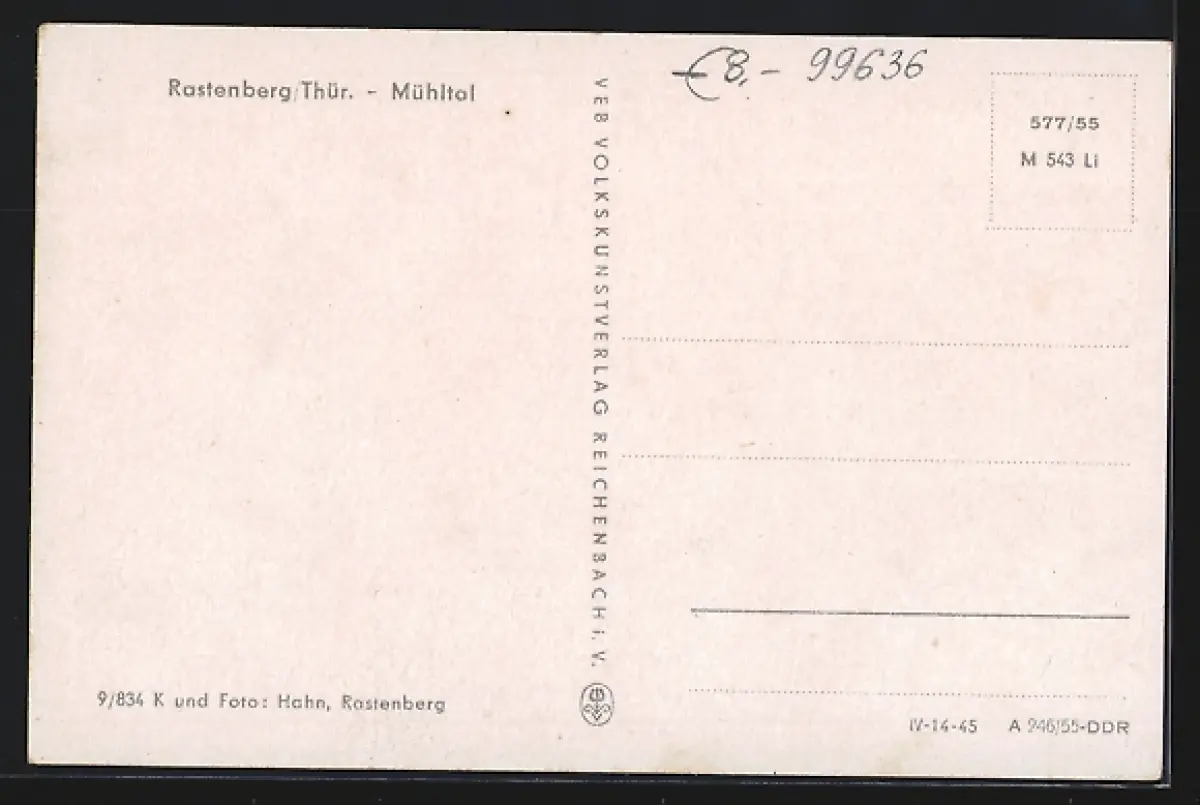 Rastenberg/Thür. - Mühltal
9/834 K und Foto: Hahn, Rastenberg
VEB VOLKSKUNSTVERLAG REICHENBACH i. V.
€ 8,- 99636
577/55
M 543 Li
IV-14-45 A 946/55-DDR